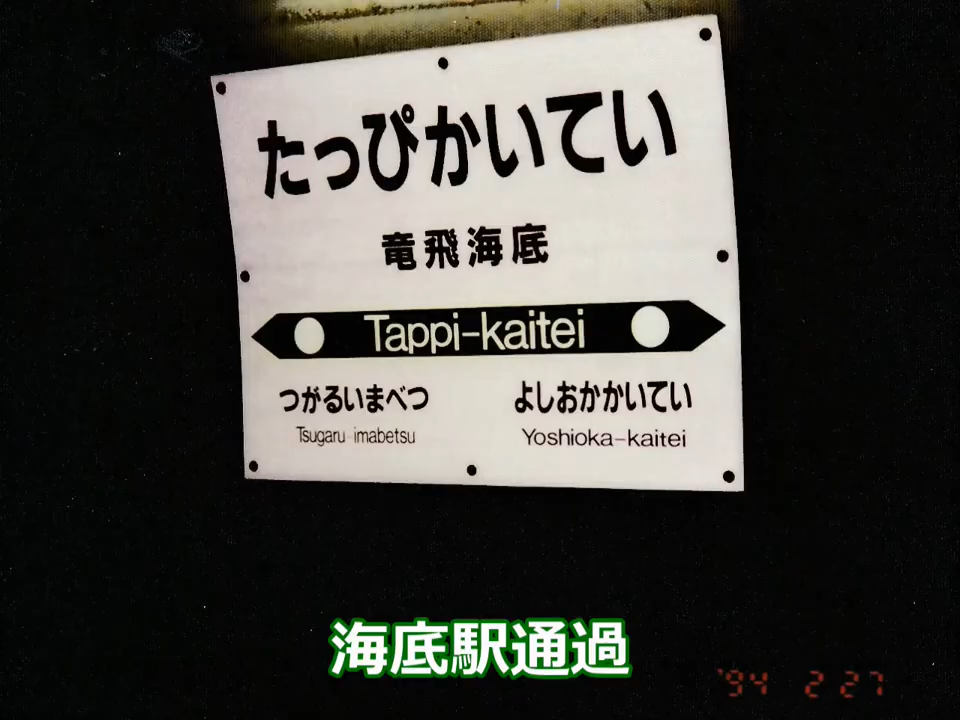 たっぴかいてい
竜飛海底
Tappi-kaitei
つがるいまべつ よしおかかいてい
Tsugaru-imabetsu Yoshioka-kaitei
海底駅通過
'94 2 27